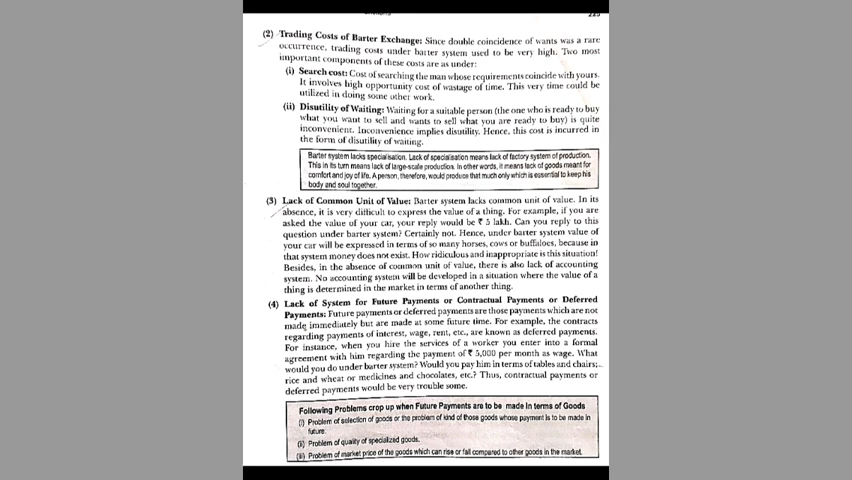 (2) Trading Costs of Barter Exchange: Since double coincidence of wants was a rare
occurrence, trading costs under barter system used to be very high. Two most
important components of these costs are as under:
(i) Search cost: Cost of searching the man whose requirements coincide with yours.
It involves high opportunity cost of wastage of time. This very time could be
utilized in doing some other work.
(ii) Disutility of Waiting: Waiting for a suitable person (the one who is ready to buy
what you want to sell and wants to sell what you are ready to buy) is quite
inconvenient. Inconvenience implies disutility. Hence, this cost is incurred in
the form of disutility of waiting.
Barter system lacks specialisation. Lack of specialisation means lack of factory system of production.
This in its turn means lack of large-scale production. In other words, it means lack of goods meant for
comfort and joy of life. A person, therefore, would produce that much only which is essential to keep his
body and soul together.
(3) Lack of Common Unit of Value: Barter system lacks common unit of value. In its
absence, it is very difficult to express the value of a thing. For example, if you are
asked the value of your car, your reply would be ₹ 5 lakh. Can you reply to this
question under barter system? Certainly not. Hence, under barter system value of
your car will be expressed in terms of so many horses, cows or buffaloes, because in
that system money does not exist. How ridiculous and inappropriate is this situation!
Besides, in the absence of common unit of value, there is also lack of accounting
system. No accounting system will be developed in a situation where the value of a
thing is determined in the market in terms of another thing.
(4) Lack of System for Future Payments or Contractual Payments or Deferred
Payments: Future payments or deferred payments are those payments which are not
made immediately but are made at some future time. For example, the contracts
regarding payments of interest, wage, rent, etc., are known as deferred payments.
For instance, when you hire the services of a worker you enter into a formal
agreement with him regarding the payment of ₹ 5,000 per month as wage. What
would you do under barter system? Would you pay him in terms of tables and chairs;
rice and wheat or medicines and chocolates, etc.? Thus, contractual payments or
deferred payments would be very trouble some.
Following Problems crop up when Future Payments are to be made In terms of Goods
(i) Problem of selection of goods or the problem of kind of those goods whose payment is to be made in
future.
(ii) Problem of quality of specialized goods.
(iii) Problem of market price of the goods which can rise or fall compared to other goods in the market.